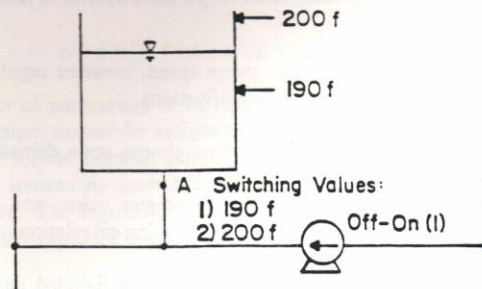 200 f
190 f
A Switching Values:
1) 190 f
2) 200 f
Off-On (1)